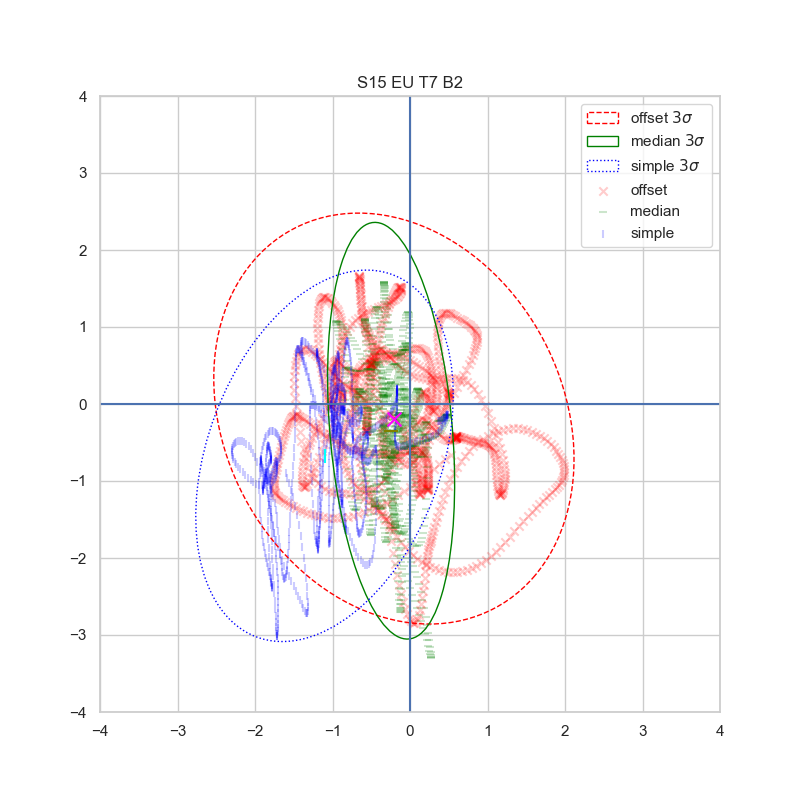 S15 EU T7 B2
offset 3σ
median 3σ
simple 3σ
offset
median
simple
4
3
2
1
0
−1
−2
−3
−4
−4
−3
−2
−1
0
1
2
3
4